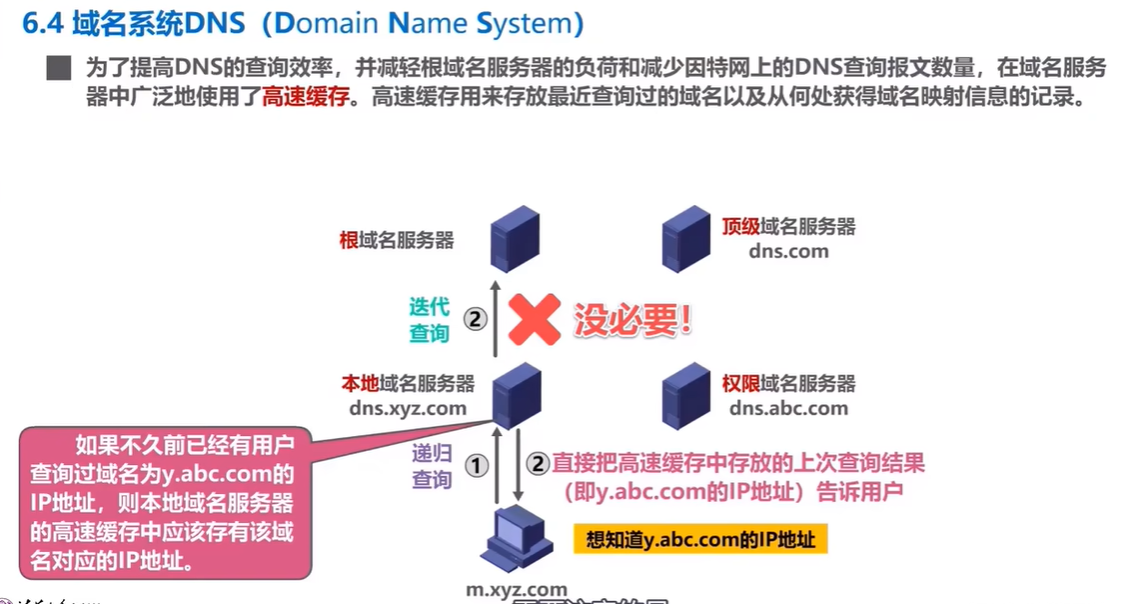 6.4 域名系统DNS（Domain Name System）
为了提高DNS的查询效率，并减轻根域名服务器的负荷和减少因特网上的DNS查询报文数量，在域名服务
器中广泛地使用了高速缓存。高速缓存用来存放最近查询过的域名以及从何处获得域名映射信息的记录。
根域名服务器
顶级域名服务器
dns.com
迭代
查询
②
没必要！
本地域名服务器
dns.xyz.com
权限域名服务器
dns.abc.com
如果不久前已经有用户
查询过域名为y.abc.com的
IP地址，则本地域名服务器
的高速缓存中应该存有该域
名对应的IP地址。
递归
查询
①
②直接把高速缓存中存放的上次查询结果
（即y.abc.com的IP地址）告诉用户
想知道y.abc.com的IP地址
m.xyz.com